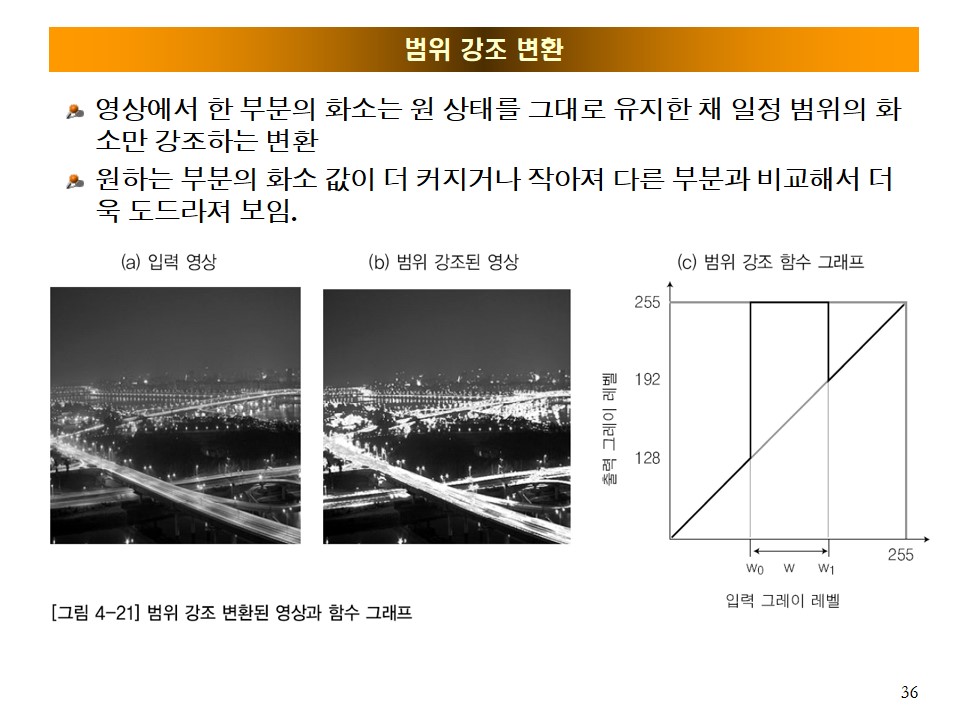 범위 강조 변환
영상에서 한 부분의 화소는 원 상태를 그대로 유지한 채 일정 범위의 화
소만 강조하는 변환
원하는 부분의 화소 값이 더 커지거나 작아져 다른 부분과 비교해서 더
욱 도드라져 보임.
(a) 입력 영상
(b) 범위 강조된 영상
(c) 범위 강조 함수 그래프
255
192
128
출력 그레이 레벨
255
w0 w w1
입력 그레이 레벨
[그림 4-21] 범위 강조 변환된 영상과 함수 그래프
36